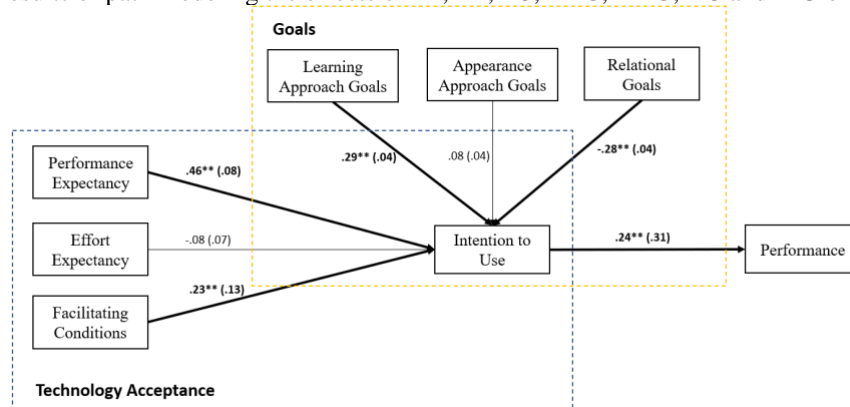 Goals
Learning
Approach Goals
Appearance
Approach Goals
Relational
Goals
.29** (.04)
.08 (.04)
-.28** (.04)
Performance
Expectancy
.46** (.08)
Effort
Expectancy
-.08 (.07)
Facilitating
Conditions
.23** (.13)
Intention to
Use
.24** (.31)
Performance
Technology Acceptance